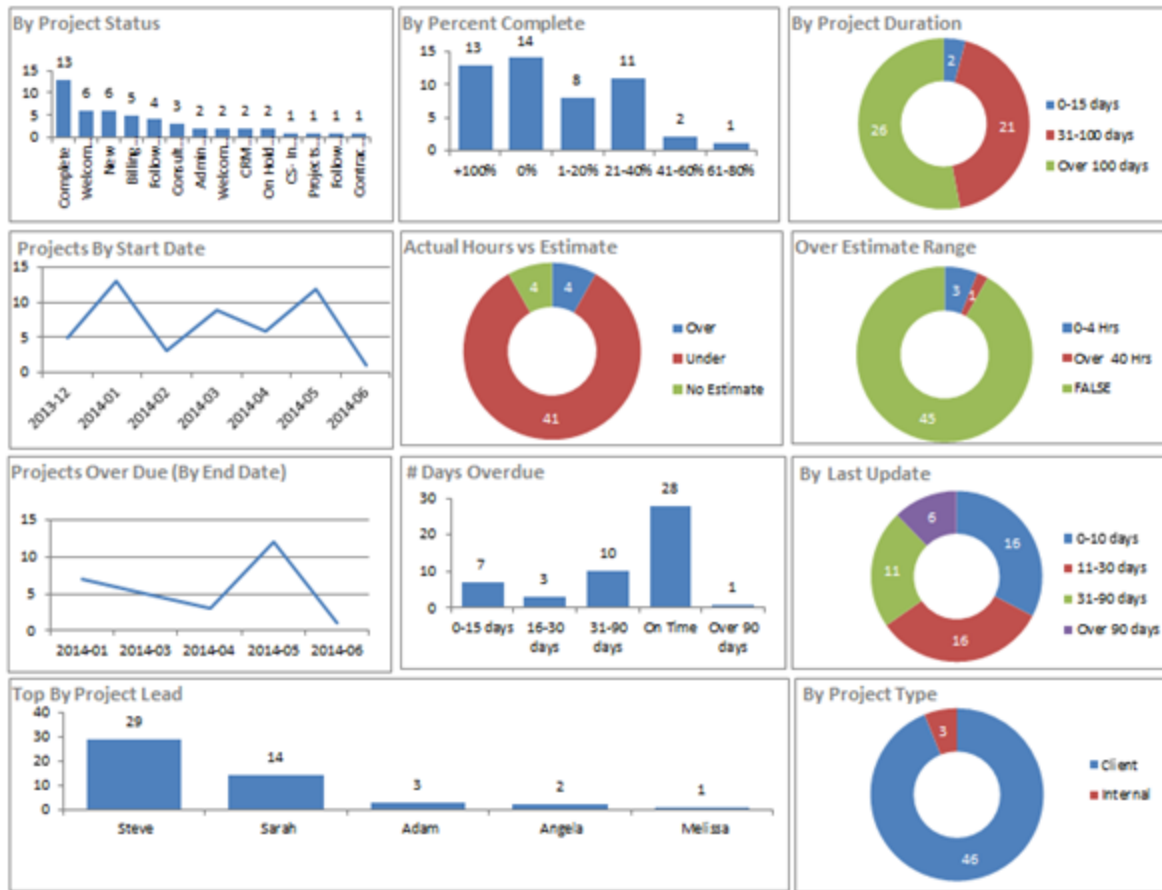 By Project Status
15
10
5
0
13
6
6
5
4
3
2
2
2
2
1
1
1
1
Complete
Welcom...
New
Billing...
Follow...
Consult...
Admin...
Welcom...
CRM...
On Hold
CS- In...
Projects...
Follow...
Contrac...
By Percent Complete
15
10
5
0
13
14
8
11
2
1
+100%
0%
1-20%
21-40%
41-60%
61-80%
By Project Duration
2
21
26
0-15 days
31-100 days
Over 100 days
Projects By Start Date
15
10
5
0
2013-12
2014-01
2014-02
2014-03
2014-04
2014-05
2014-06
Actual Hours vs Estimate
4
4
41
Over
Under
No Estimate
Over Estimate Range
3
1
45
0-4 Hrs
Over 40 Hrs
FALSE
Projects Over Due (By End Date)
15
10
5
0
2014-01
2014-03
2014-04
2014-05
2014-06
# Days Overdue
30
20
10
0
7
3
10
28
1
0-15 days
16-30
days
31-90
days
On Time
Over 90
days
By Last Update
6
16
11
16
0-10 days
11-30 days
31-90 days
Over 90 days
Top By Project Lead
40
30
20
10
0
29
14
3
2
1
Steve
Sarah
Adam
Angela
Melissa
By Project Type
3
46
Client
Internal